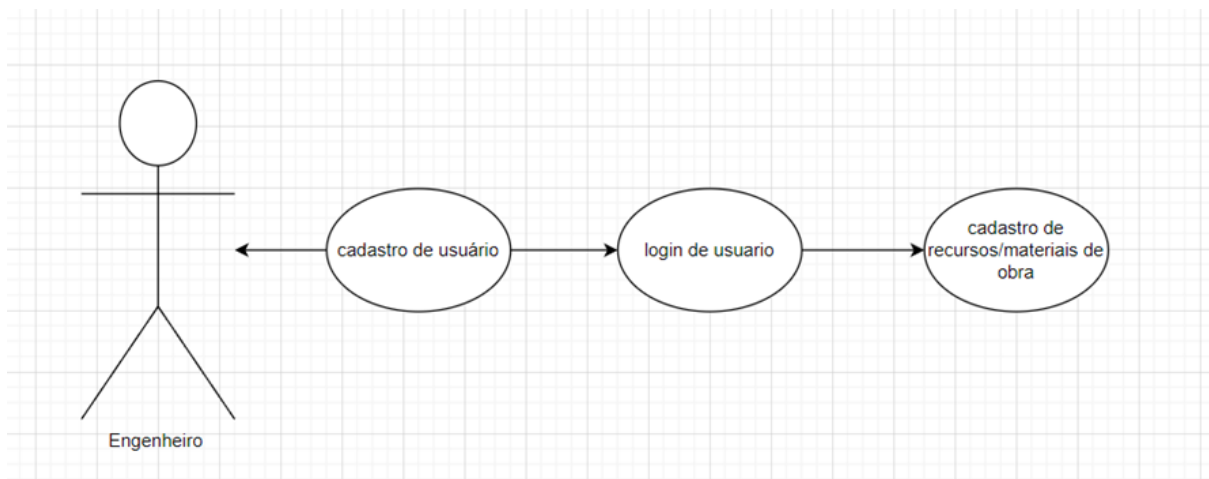 cadastro de usuário
login de usuario
cadastro de
recursos/materiais de
obra
Engenheiro